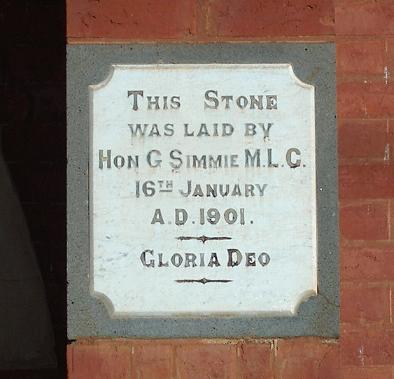 THIS STONE
WAS LAID BY
HON G SIMMIE M.L.C.
16TH JANUARY
A.D. 1901.
GLORIA DEO